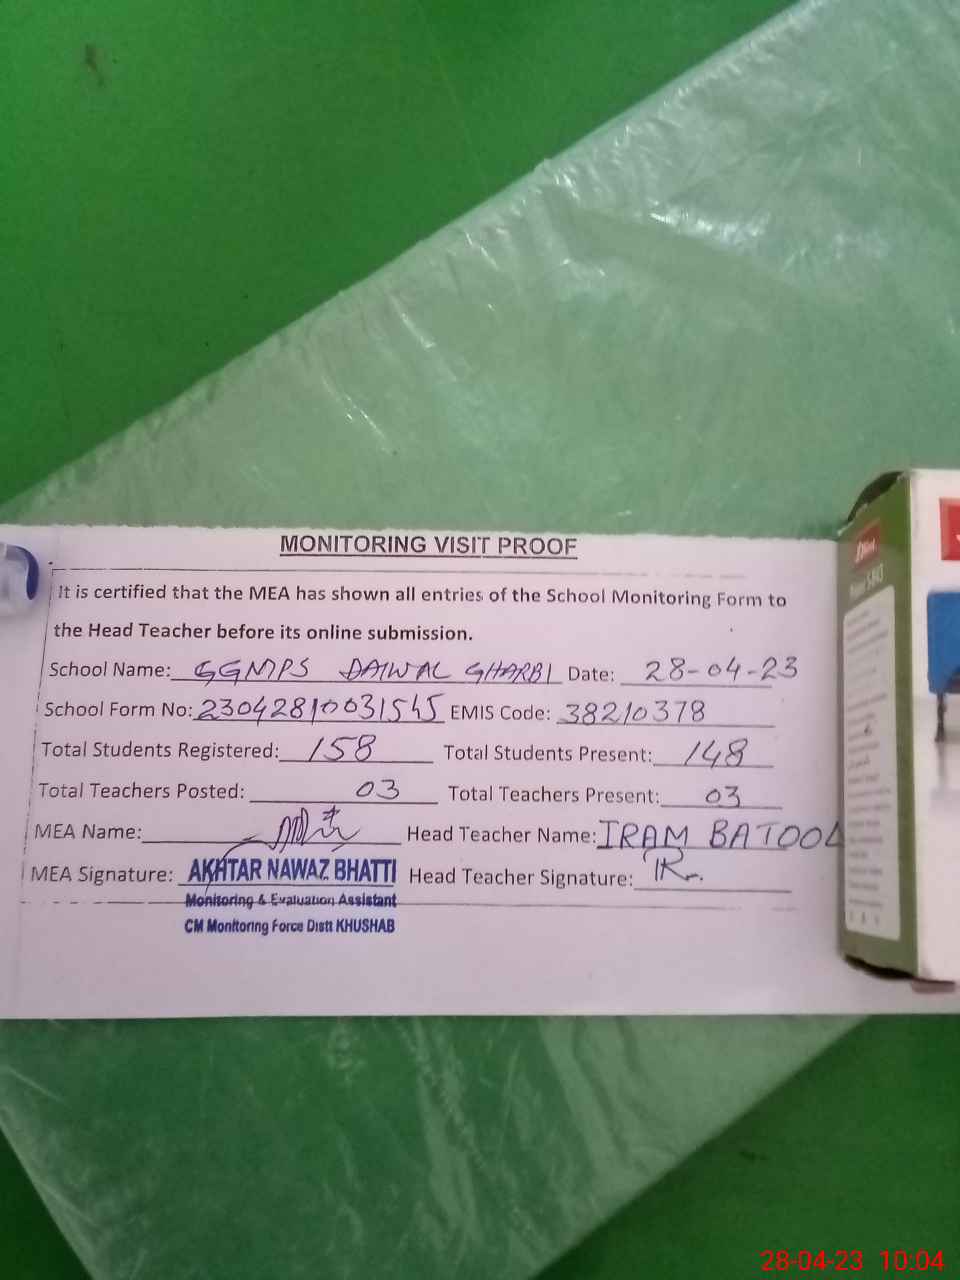 MONITORING VISIT PROOF
It is certified that the MEA has shown all entries of the School Monitoring Form to
the Head Teacher before its online submission.
School Name: GGMPS DAIWAL GHARBI Date: 28-04-23
School Form No: 23042810031545 EMIS Code: 38210378
Total Students Registered: 158 Total Students Present: 148
Total Teachers Posted: 03 Total Teachers Present: 03
MEA Name: Head Teacher Name: IRAM BATOOL
MEA Signature: AKHTAR NAWAZ BHATTI Head Teacher Signature:
Monitoring & Evaluation Assistant
CM Monitoring Force Distt KHUSHAB
28-04-23 10:04